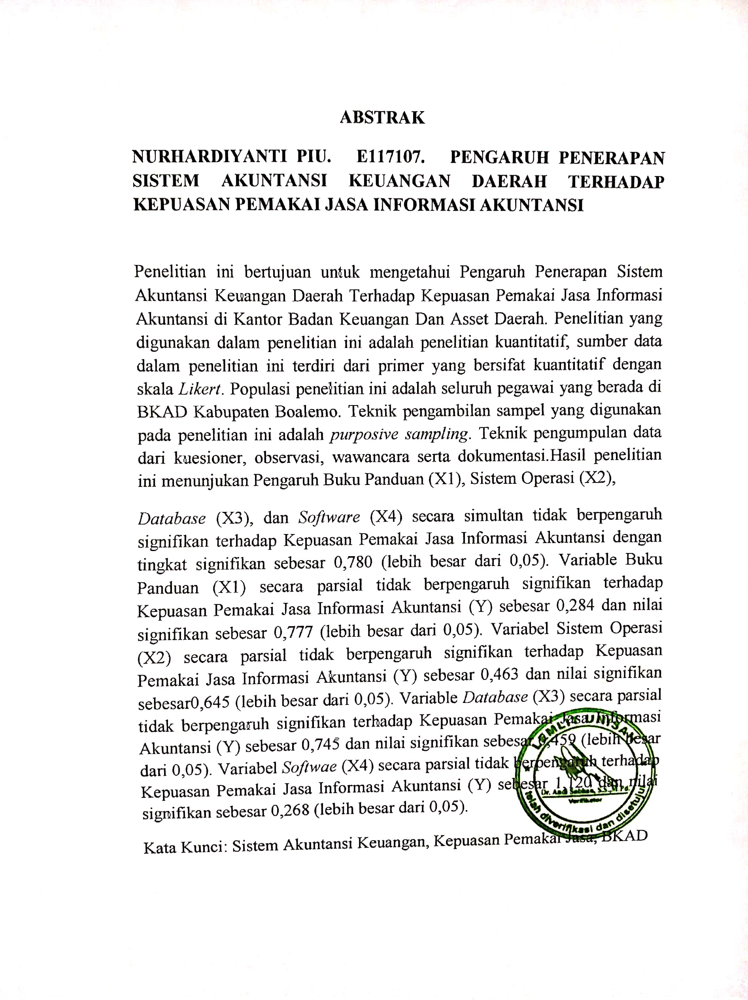 ABSTRAK
NURHARDIYANTI PIU. E117107. PENGARUH PENERAPAN
SISTEM AKUNTANSI KEUANGAN DAERAH TERHADAP
KEPUASAN PEMAKAI JASA INFORMASI AKUNTANSI
Penelitian ini bertujuan untuk mengetahui Pengaruh Penerapan Sistem
Akuntansi Keuangan Daerah Terhadap Kepuasan Pemakai Jasa Informasi
Akuntansi di Kantor Badan Keuangan Dan Asset Daerah. Penelitian yang
digunakan dalam penelitian ini adalah penelitian kuantitatif, sumber data
dalam penelitian ini terdiri dari primer yang bersifat kuantitatif dengan
skala Likert. Populasi penelitian ini adalah seluruh pegawai yang berada di
BKAD Kabupaten Boalemo. Teknik pengambilan sampel yang digunakan
pada penelitian ini adalah purposive sampling. Teknik pengumpulan data
dari kuesioner, observasi, wawancara serta dokumentasi.Hasil penelitian
ini menunjukan Pengaruh Buku Panduan (X1), Sistem Operasi (X2),
Database (X3), dan Software (X4) secara simultan tidak berpengaruh
signifikan terhadap Kepuasan Pemakai Jasa Informasi Akuntansi dengan
tingkat signifikan sebesar 0,780 (lebih besar dari 0,05). Variable Buku
Panduan (X1) secara parsial tidak berpengaruh signifikan terhadap
Kepuasan Pemakai Jasa Informasi Akuntansi (Y) sebesar 0,284 dan nilai
signifikan sebesar 0,777 (lebih besar dari 0,05). Variabel Sistem Operasi
(X2) secara parsial tidak berpengaruh signifikan terhadap Kepuasan
Pemakai Jasa Informasi Akuntansi (Y) sebesar 0,463 dan nilai signifikan
sebesar0,645 (lebih besar dari 0,05). Variable Database (X3) secara parsial
tidak berpengaruh signifikan terhadap Kepuasan Pemakai Jasa Informasi
Akuntansi (Y) sebesar 0,745 dan nilai signifikan sebesar 0,459 (lebih besar
dari 0,05). Variabel Softwae (X4) secara parsial tidak berpengaruh terhadap
Kepuasan Pemakai Jasa Informasi Akuntansi (Y) sebesar 1,120 dan nilai
signifikan sebesar 0,268 (lebih besar dari 0,05).
Kata Kunci: Sistem Akuntansi Keuangan, Kepuasan Pemakai Jasa, BKAD
UNISAN
Dr. Andi Subhan, S.S., M.Pd.
Verifikator
telah diverifikasi dan disetujui